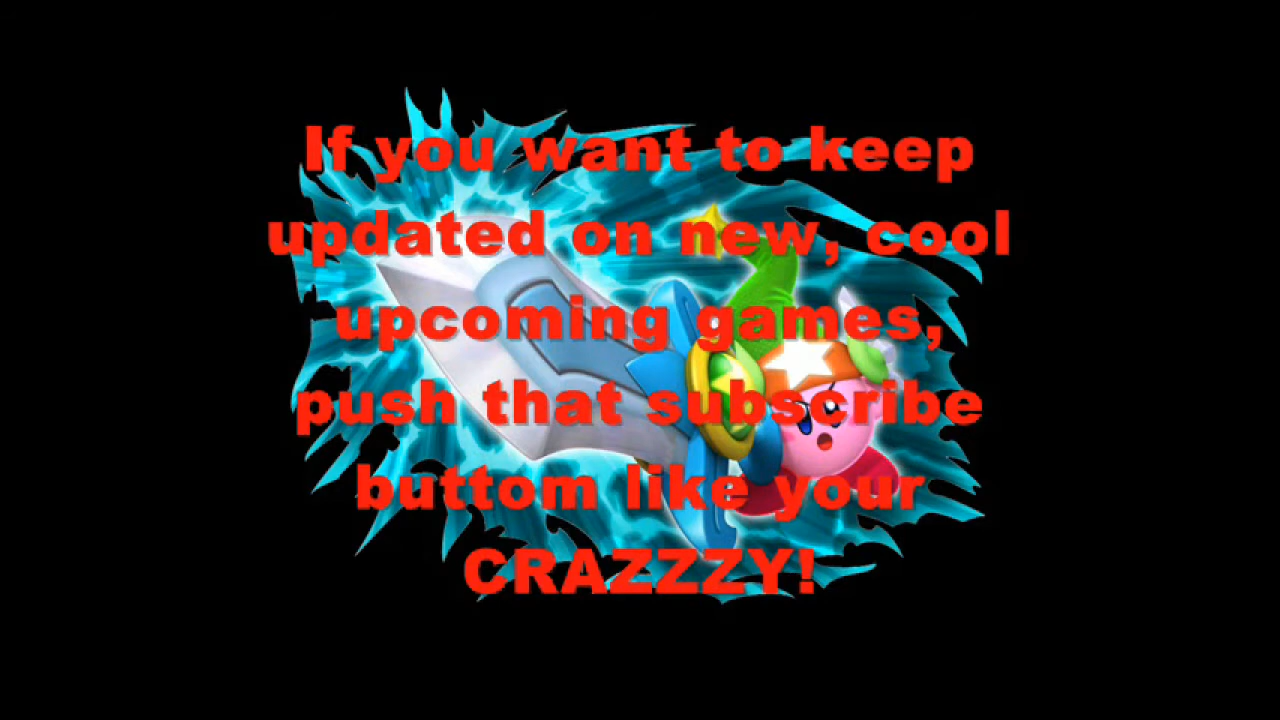 If you want to keep
updated on new, cool
upcoming games,
push that subscribe
buttom like your
CRAZZZY!